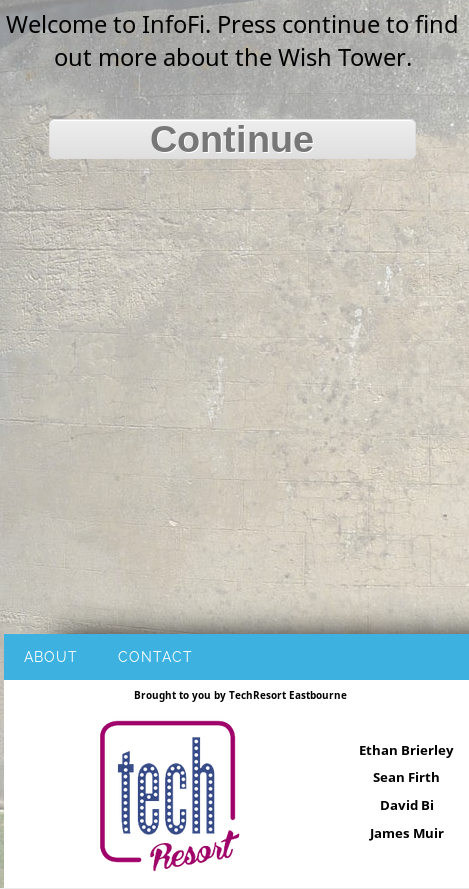 Welcome to InfoFi. Press continue to find
out more about the Wish Tower.
Continue
ABOUT CONTACT
Brought to you by TechResort Eastbourne
tech
Resort
Ethan Brierley
Sean Firth
David Bi
James Muir